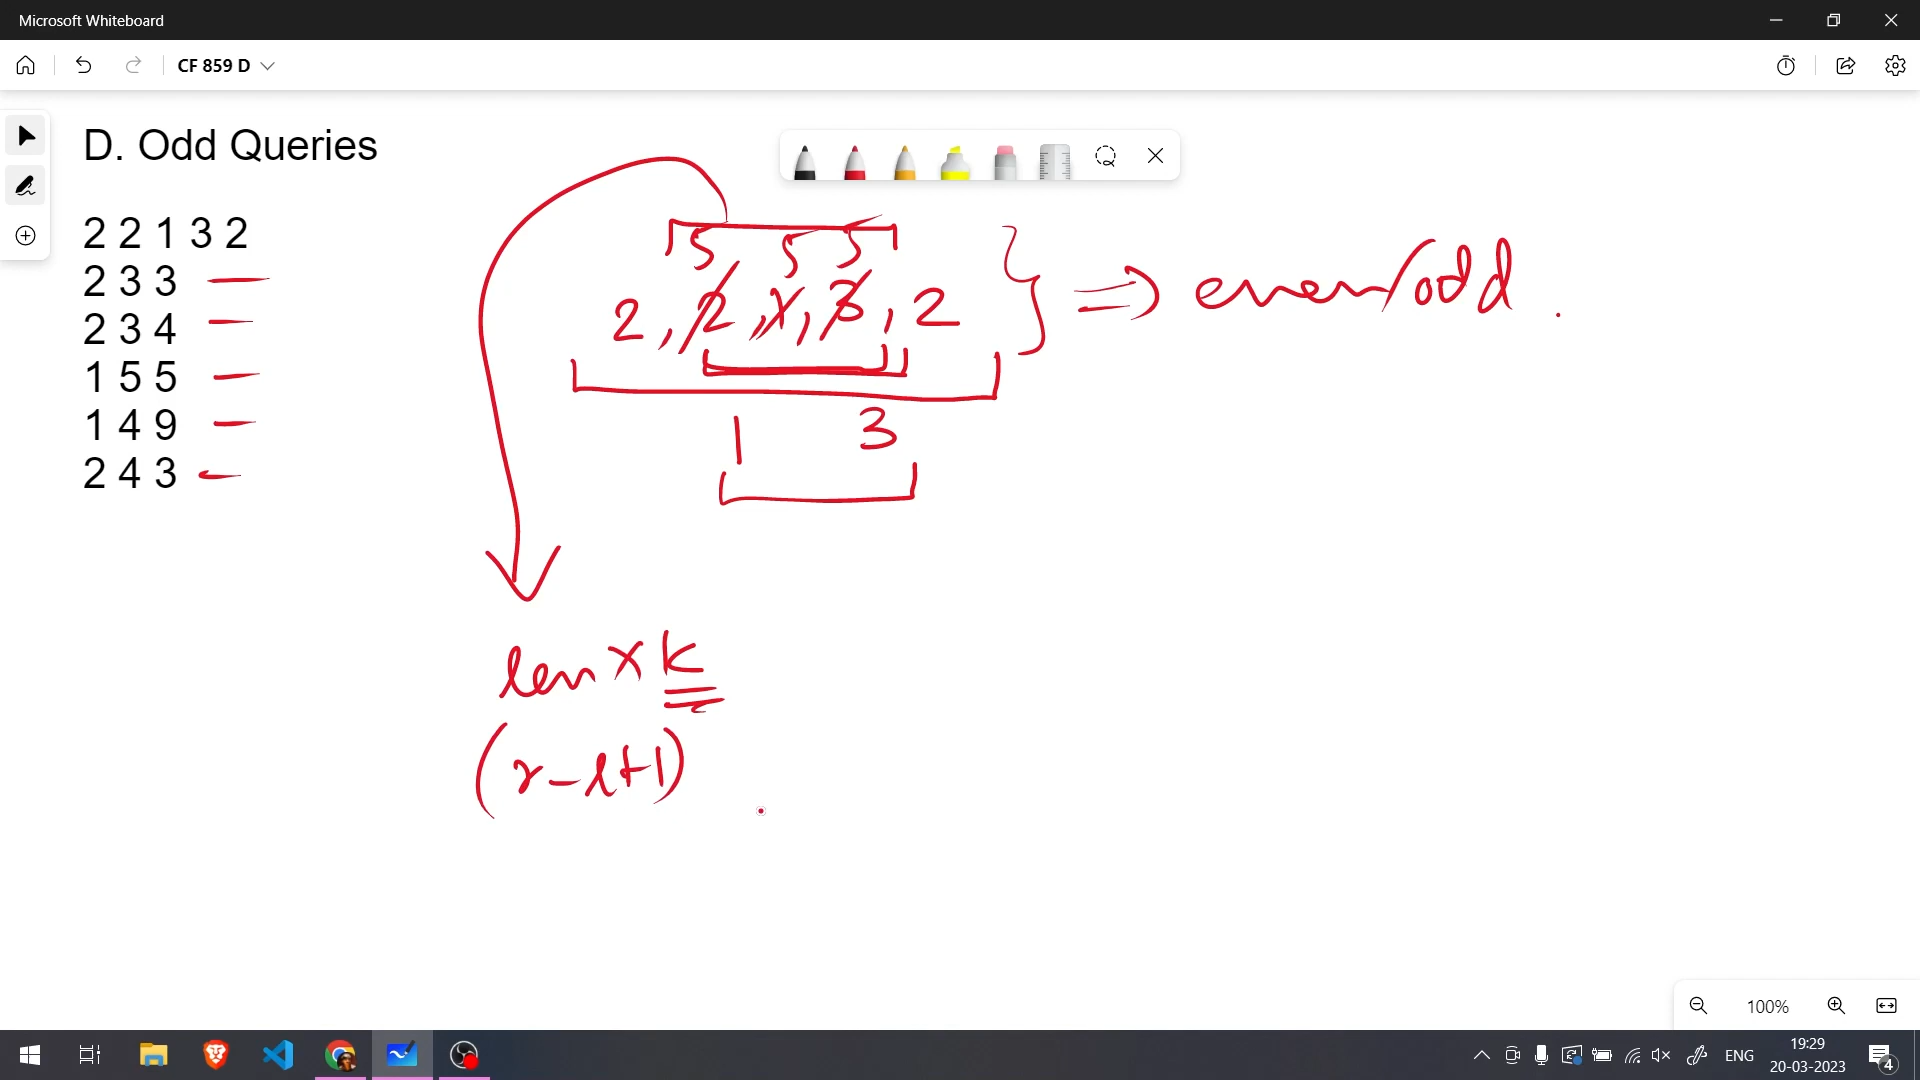 Microsoft Whiteboard
CF 859 D
D. Odd Queries
2 2 1 3 2
2 3 3
2 3 4
1 5 5
1 4 9
2 4 3
5 5 5
2, 2, 1, 3, 2 } => even/odd .
1 3
len x k
(r-l+1)
100%
ENG
19:29
20-03-2023
4